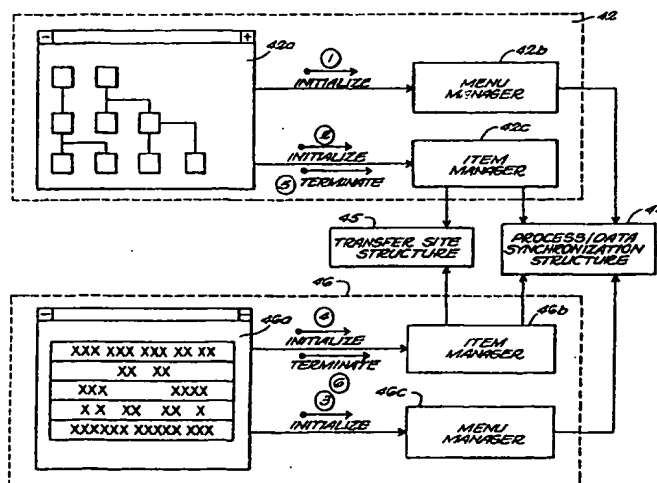 42
42a
42b
① INITIALIZE
MENU MANAGER
42c
② INITIALIZE
⑤ TERMINATE
ITEM MANAGER
45
TRANSFER SITE STRUCTURE
PROCESS/DATA SYNCHRONIZATION STRUCTURE
46
46a
④ INITIALIZE
TERMINATE
46b
ITEM MANAGER
⑥
③ INITIALIZE
46c
MENU MANAGER
XXX XXX XXX XX XX
XX XX
XXX XXXX
X X XX XX X
XXXXXX XXXXX XXX